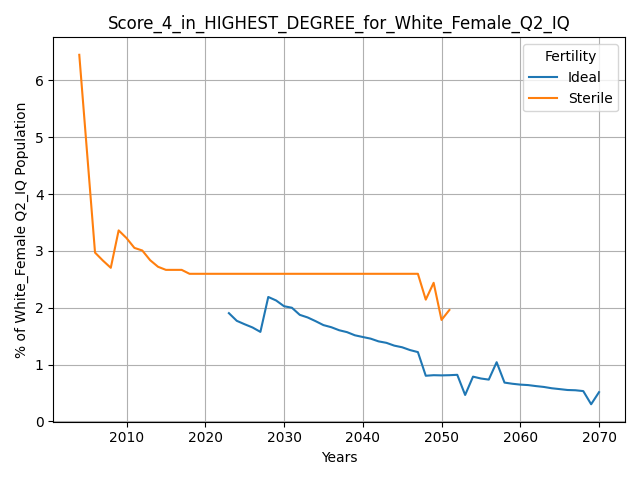 Score_4_in_HIGHEST_DEGREE_for_White_Female_Q2_IQ
Fertility
Ideal
Sterile
% of White_Female Q2_IQ Population
6
5
4
3
2
1
0
2010 2020 2030 2040 2050 2060 2070
Years